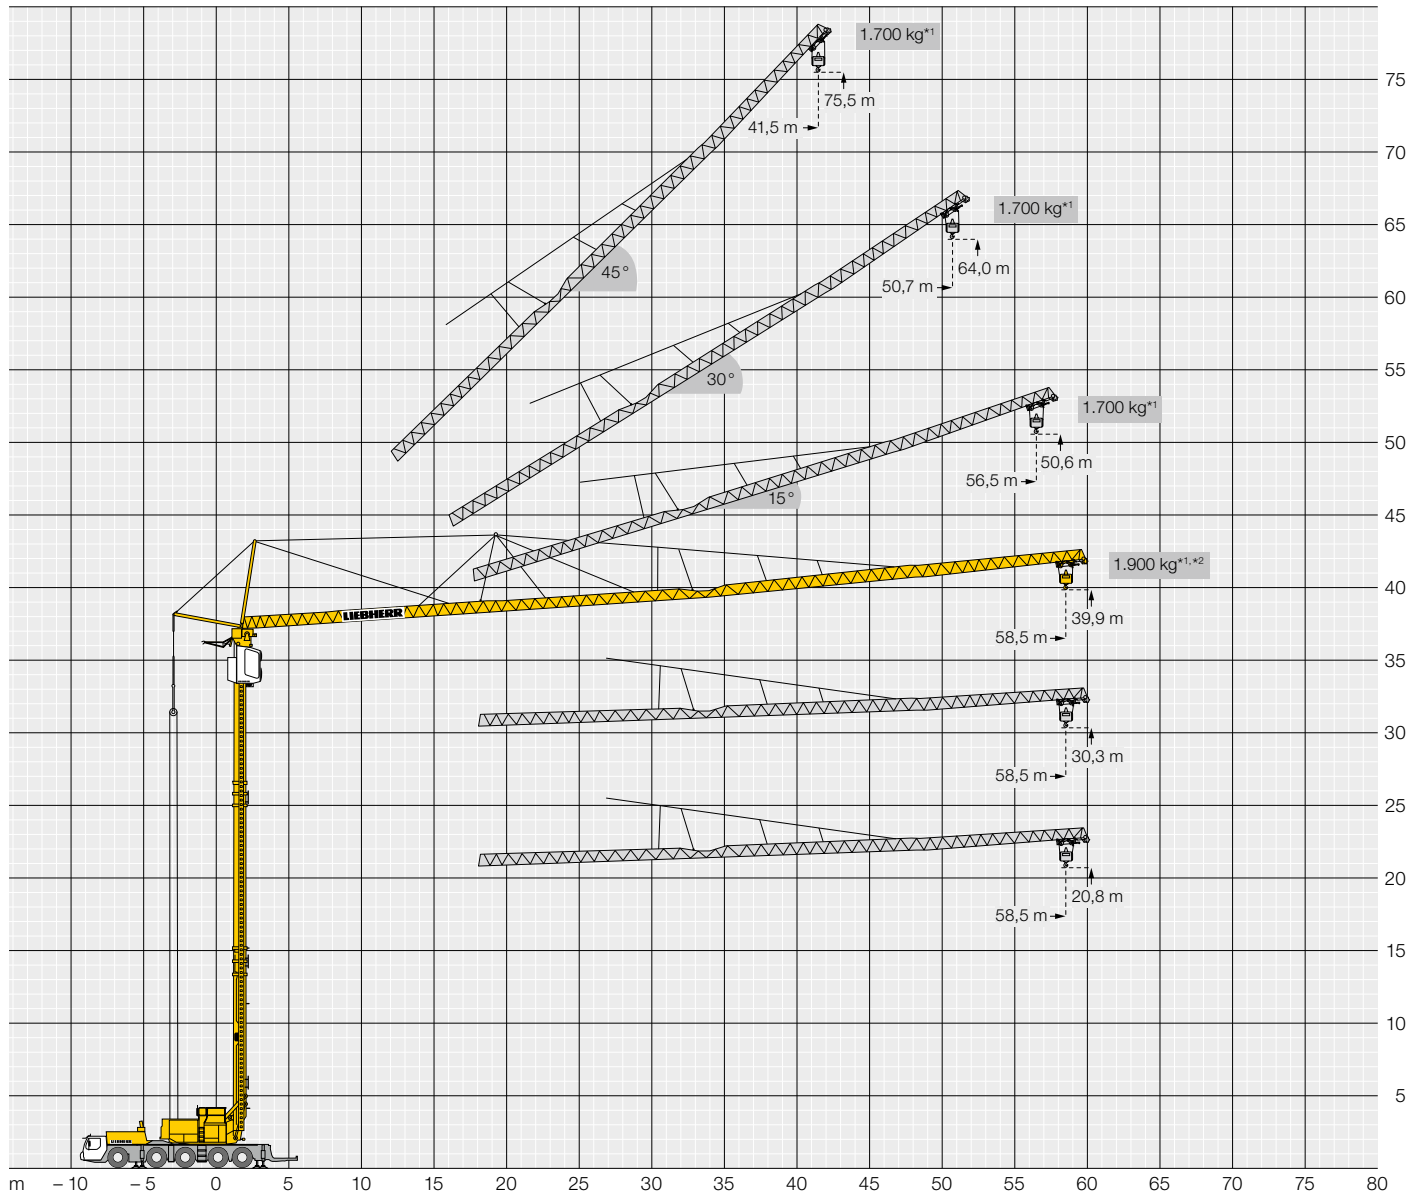 1.700 kg*1
75
75,5 m
41,5 m
70
1.700 kg*1
65
45°
64,0 m
50,7 m
60
30°
55
1.700 kg*1
50
50,6 m
56,5 m
15°
45
1.900 kg*1,*2
40
LIEBHERR
39,9 m
58,5 m
35
30
30,3 m
58,5 m
25
20
20,8 m
58,5 m
15
10
5
LIEBHERR
m – 10 – 5 0 5 10 15 20 25 30 35 40 45 50 55 60 65 70 75 80